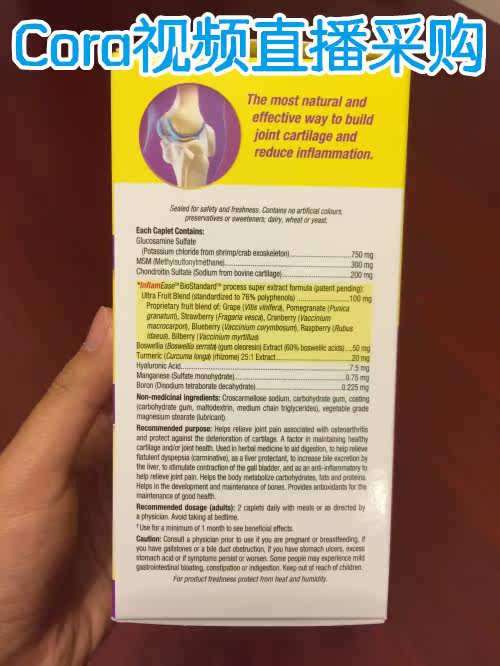 Cora视频直播采购
The most natural and
effective way to build
joint cartilage and
reduce inflammation.
Sealed for safety and freshness. Contains no artificial colours,
preservatives or sweeteners; dairy, wheat or yeast.
Each Caplet Contains:
Glucosamine Sulfate
(Potassium chloride from shrimp/crab exoskeleton)...750 mg
MSM (Methylsulfonylmethane)...300 mg
Chondroitin Sulfate (Sodium from bovine cartilage)...200 mg
*InflamEase™ BioStandard™ process super extract formula (patent pending):
Ultra Fruit Blend (standardized to 76% polyphenols)...100 mg
Proprietary fruit blend of: Grape (Vitis vinifera), Pomegranate (Punica
granatum), Strawberry (Fragaria vesca), Cranberry (Vaccinium
macrocarpon), Blueberry (Vaccinium corymbosum), Raspberry (Rubus
idaeus), Bilberry (Vaccinium myrtillus)
Boswellia (Boswellia serrata) (gum oleoresin) Extract (60% boswellic acids)...50 mg
Turmeric (Curcuma longa) (rhizome) 25:1 Extract...20 mg
Hyaluronic Acid...7.5 mg
Manganese (Sulfate monohydrate)...0.75 mg
Boron (Disodium tetraborate decahydrate)...0.225 mg
Non-medicinal ingredients: Croscarmellose sodium, carbohydrate gum, coating
(carbohydrate gum, maltodextrin, medium chain triglycerides), vegetable grade
magnesium stearate (lubricant).
Recommended purpose: Helps relieve joint pain associated with osteoarthritis
and protect against the deterioration of cartilage. A factor in maintaining healthy
cartilage and/or joint health. Used in herbal medicine to aid digestion, to help relieve
flatulent dyspepsia (carminative), as a liver protectant, to increase bile excretion by
the liver, to stimulate contraction of the gall bladder, and as an anti-inflammatory to
help relieve joint pain. Helps the body metabolize carbohydrates, fats and proteins.
Helps in the development and maintenance of bones. Provides antioxidants for the
maintenance of good health.
Recommended dosage (adults): 2 caplets daily with meals or as directed by
a physician. Avoid taking at bedtime.
†Use for a minimum of 1 month to see beneficial effects.
Caution: Consult a physician prior to use if you are pregnant or breastfeeding, if
you have gallstones or a bile duct obstruction, if you have stomach ulcers, excess
stomach acid or if symptoms persist or worsen. Some people may experience mild
gastrointestinal bloating, constipation or indigestion. Keep out of reach of children.
For product freshness protect from heat and humidity.